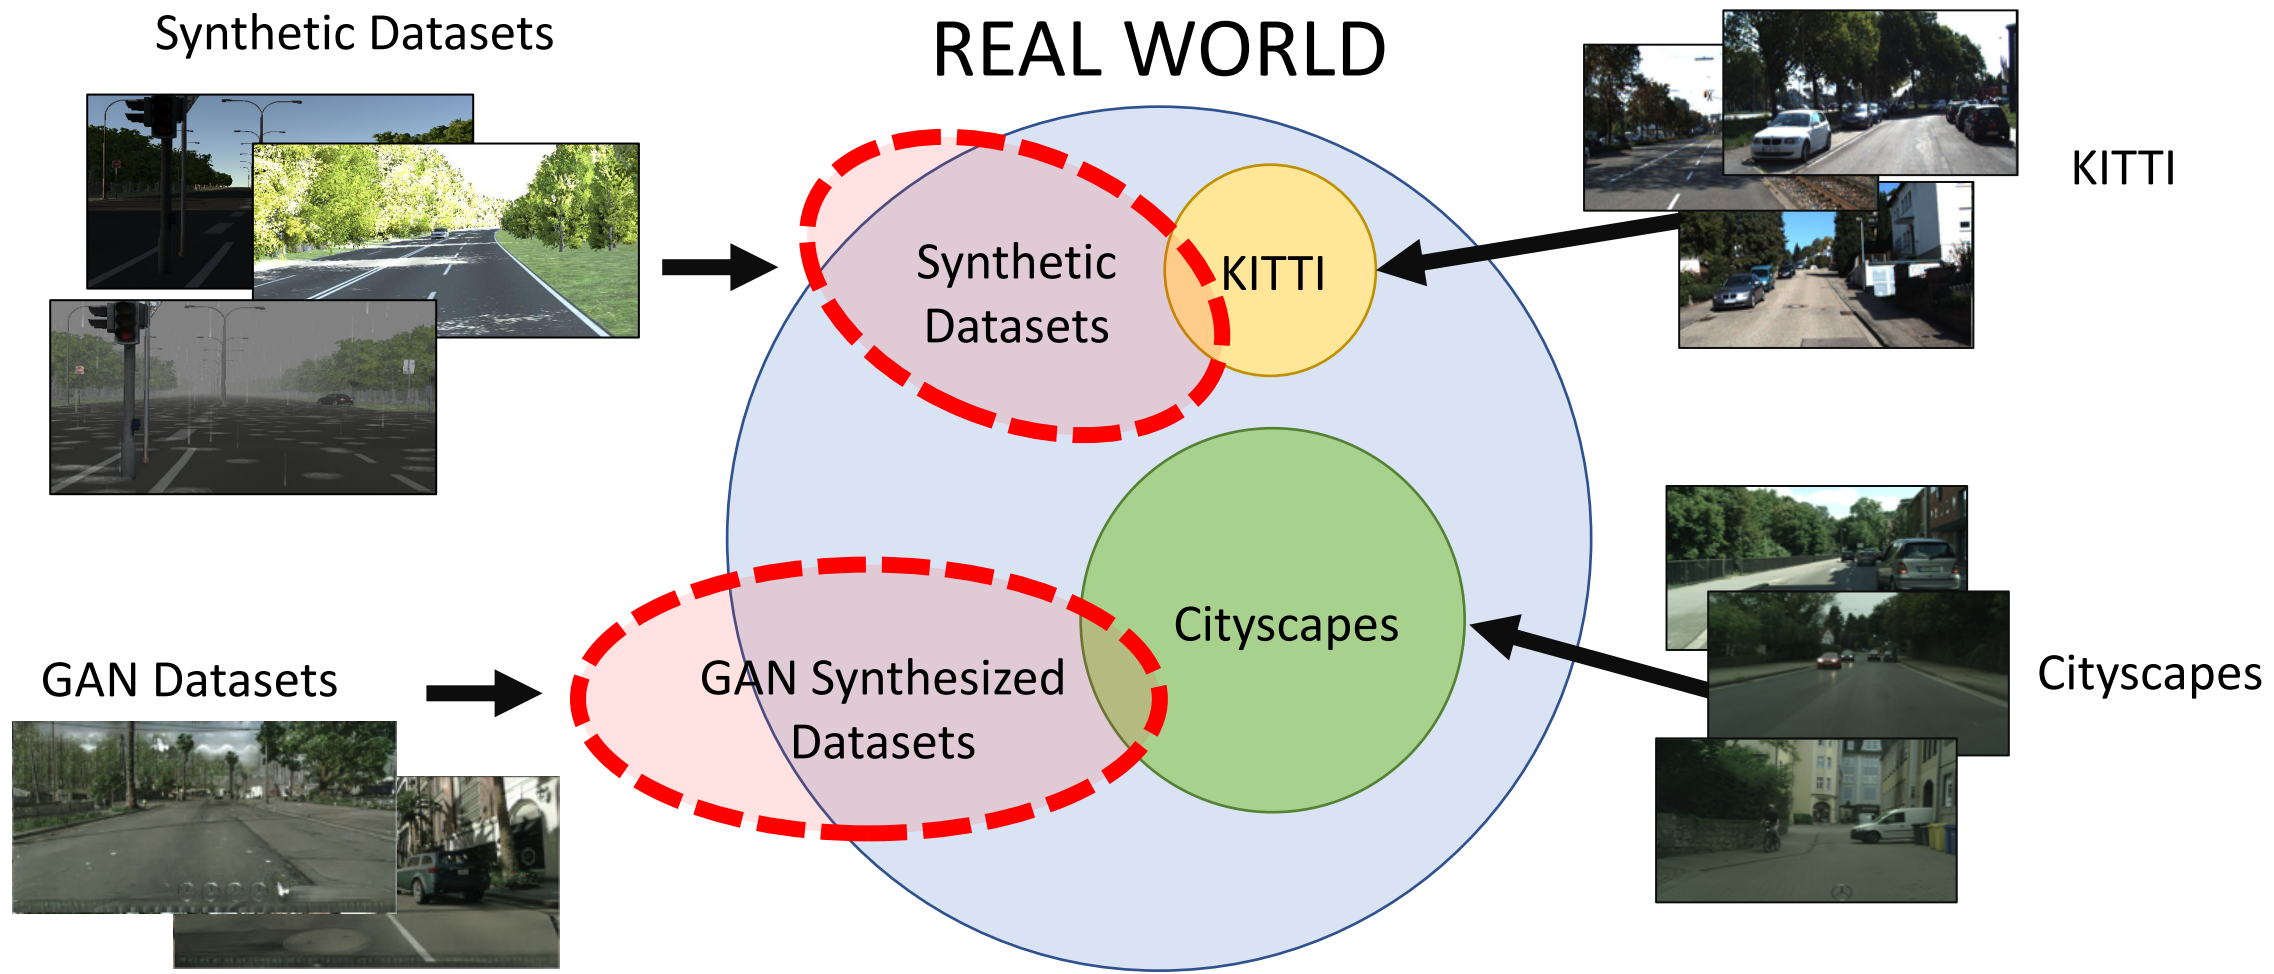 Synthetic Datasets
REAL WORLD
KITTI
Synthetic
Datasets
KITTI
Cityscapes
GAN Datasets
GAN Synthesized
Datasets
Cityscapes